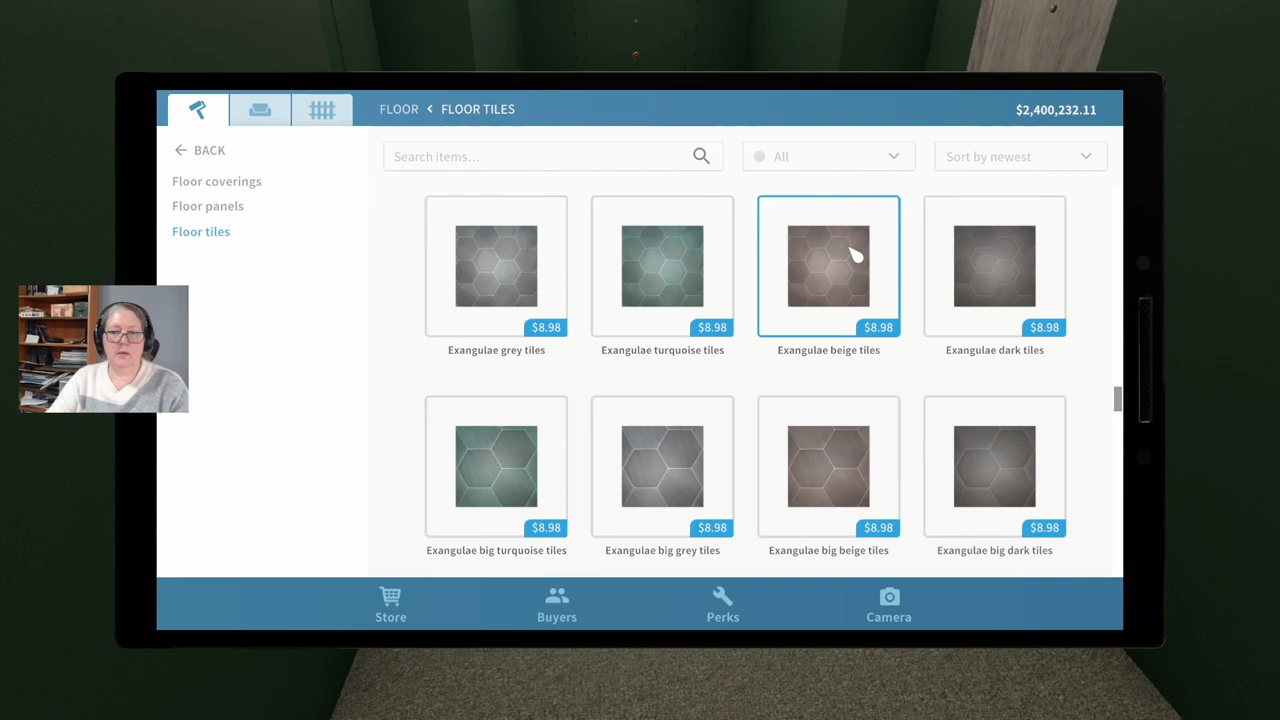 FLOOR < FLOOR TILES
$2,400,232.11
BACK
Search items...
All
Sort by newest
Floor coverings
Floor panels
Floor tiles
$8.98
$8.98
$8.98
$8.98
Exangulae grey tiles
Exangulae turquoise tiles
Exangulae beige tiles
Exangulae dark tiles
$8.98
$8.98
$8.98
$8.98
Exangulae big turquoise tiles
Exangulae big grey tiles
Exangulae big beige tiles
Exangulae big dark tiles
Store
Buyers
Perks
Camera